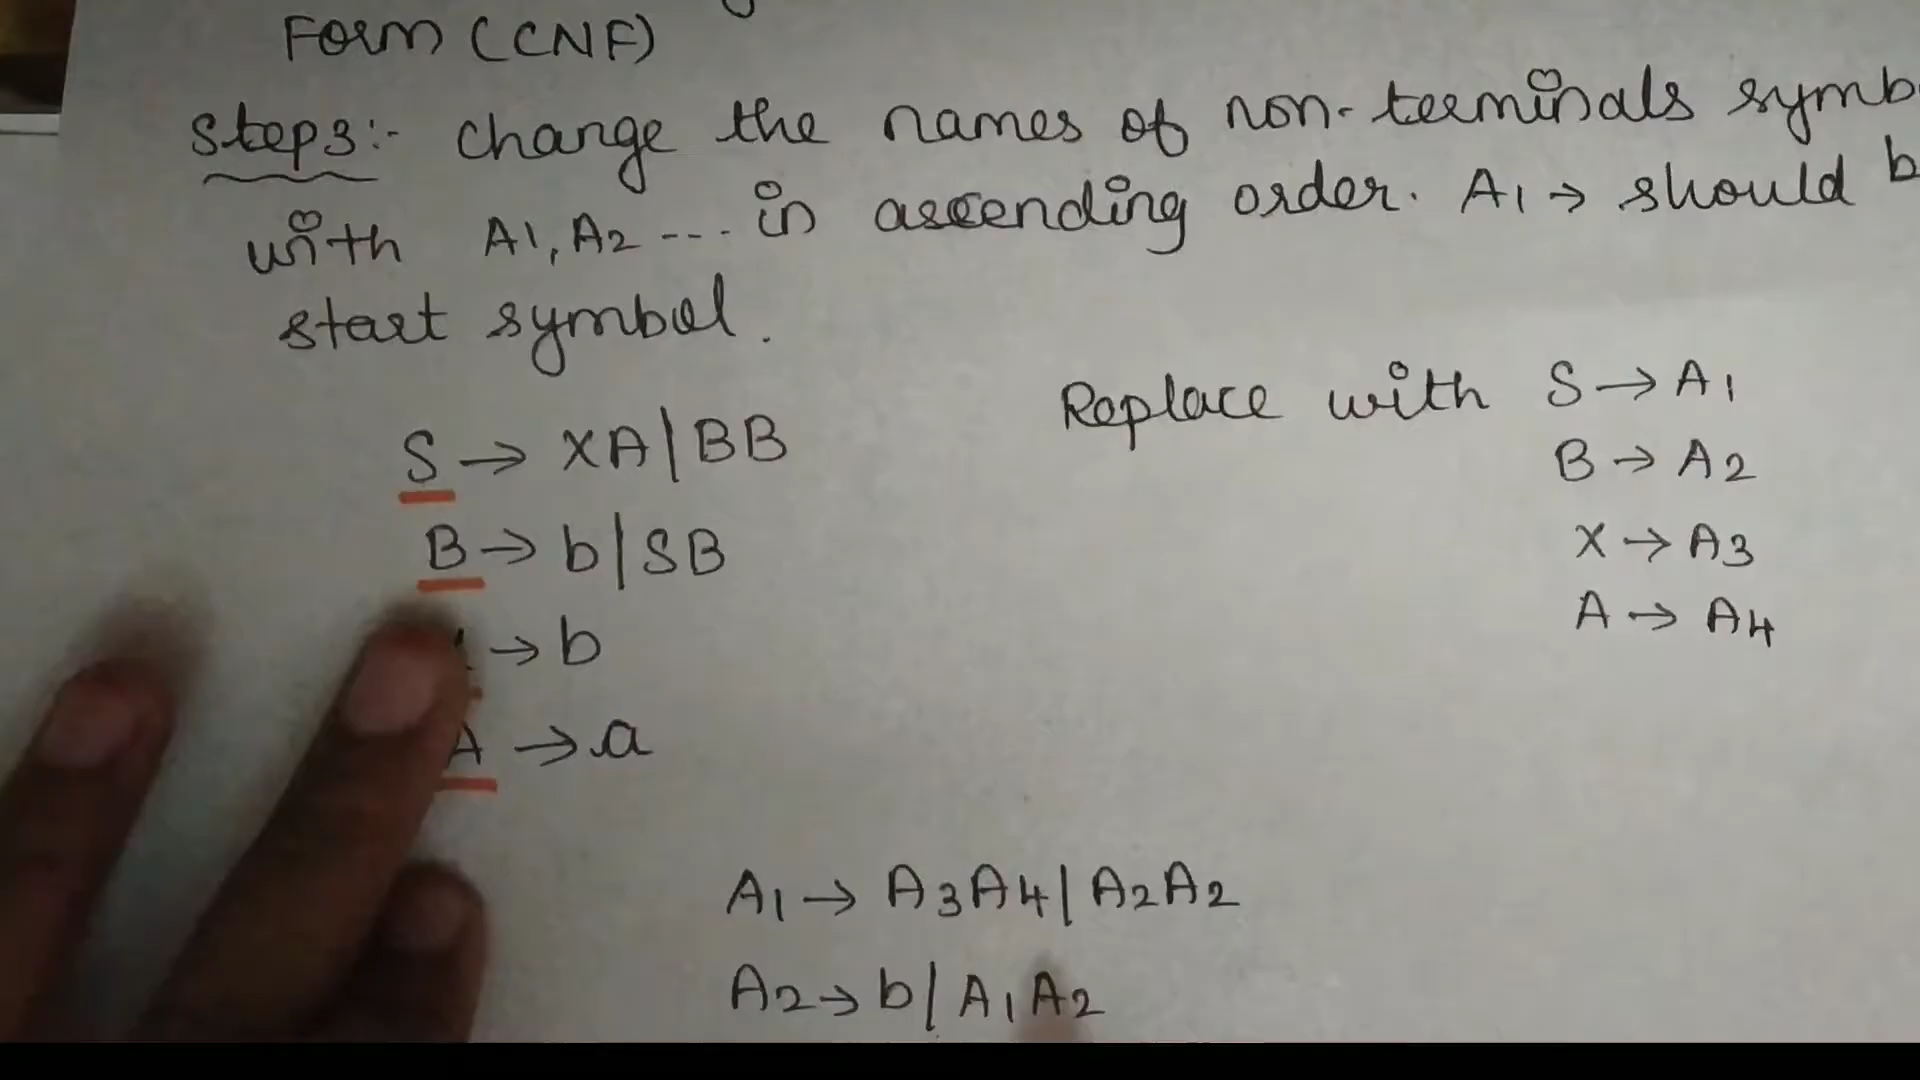 Form (CNF)
Step3:- change the names of non-terminals
with A1, A2 --- in ascending order. A1 → should
start symbol.
Replace with S → A1
S → XA | BB
B → A2
B → b | SB
X → A3
→ b
A → A4
A → a
A1 → A3A4 | A2A2
A2 → b | A1A2